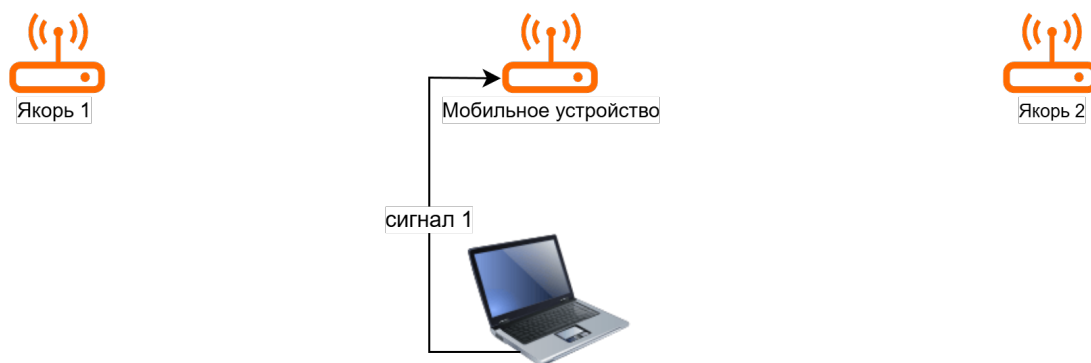 Якорь 1
Мобильное устройство
Якорь 2
сигнал 1